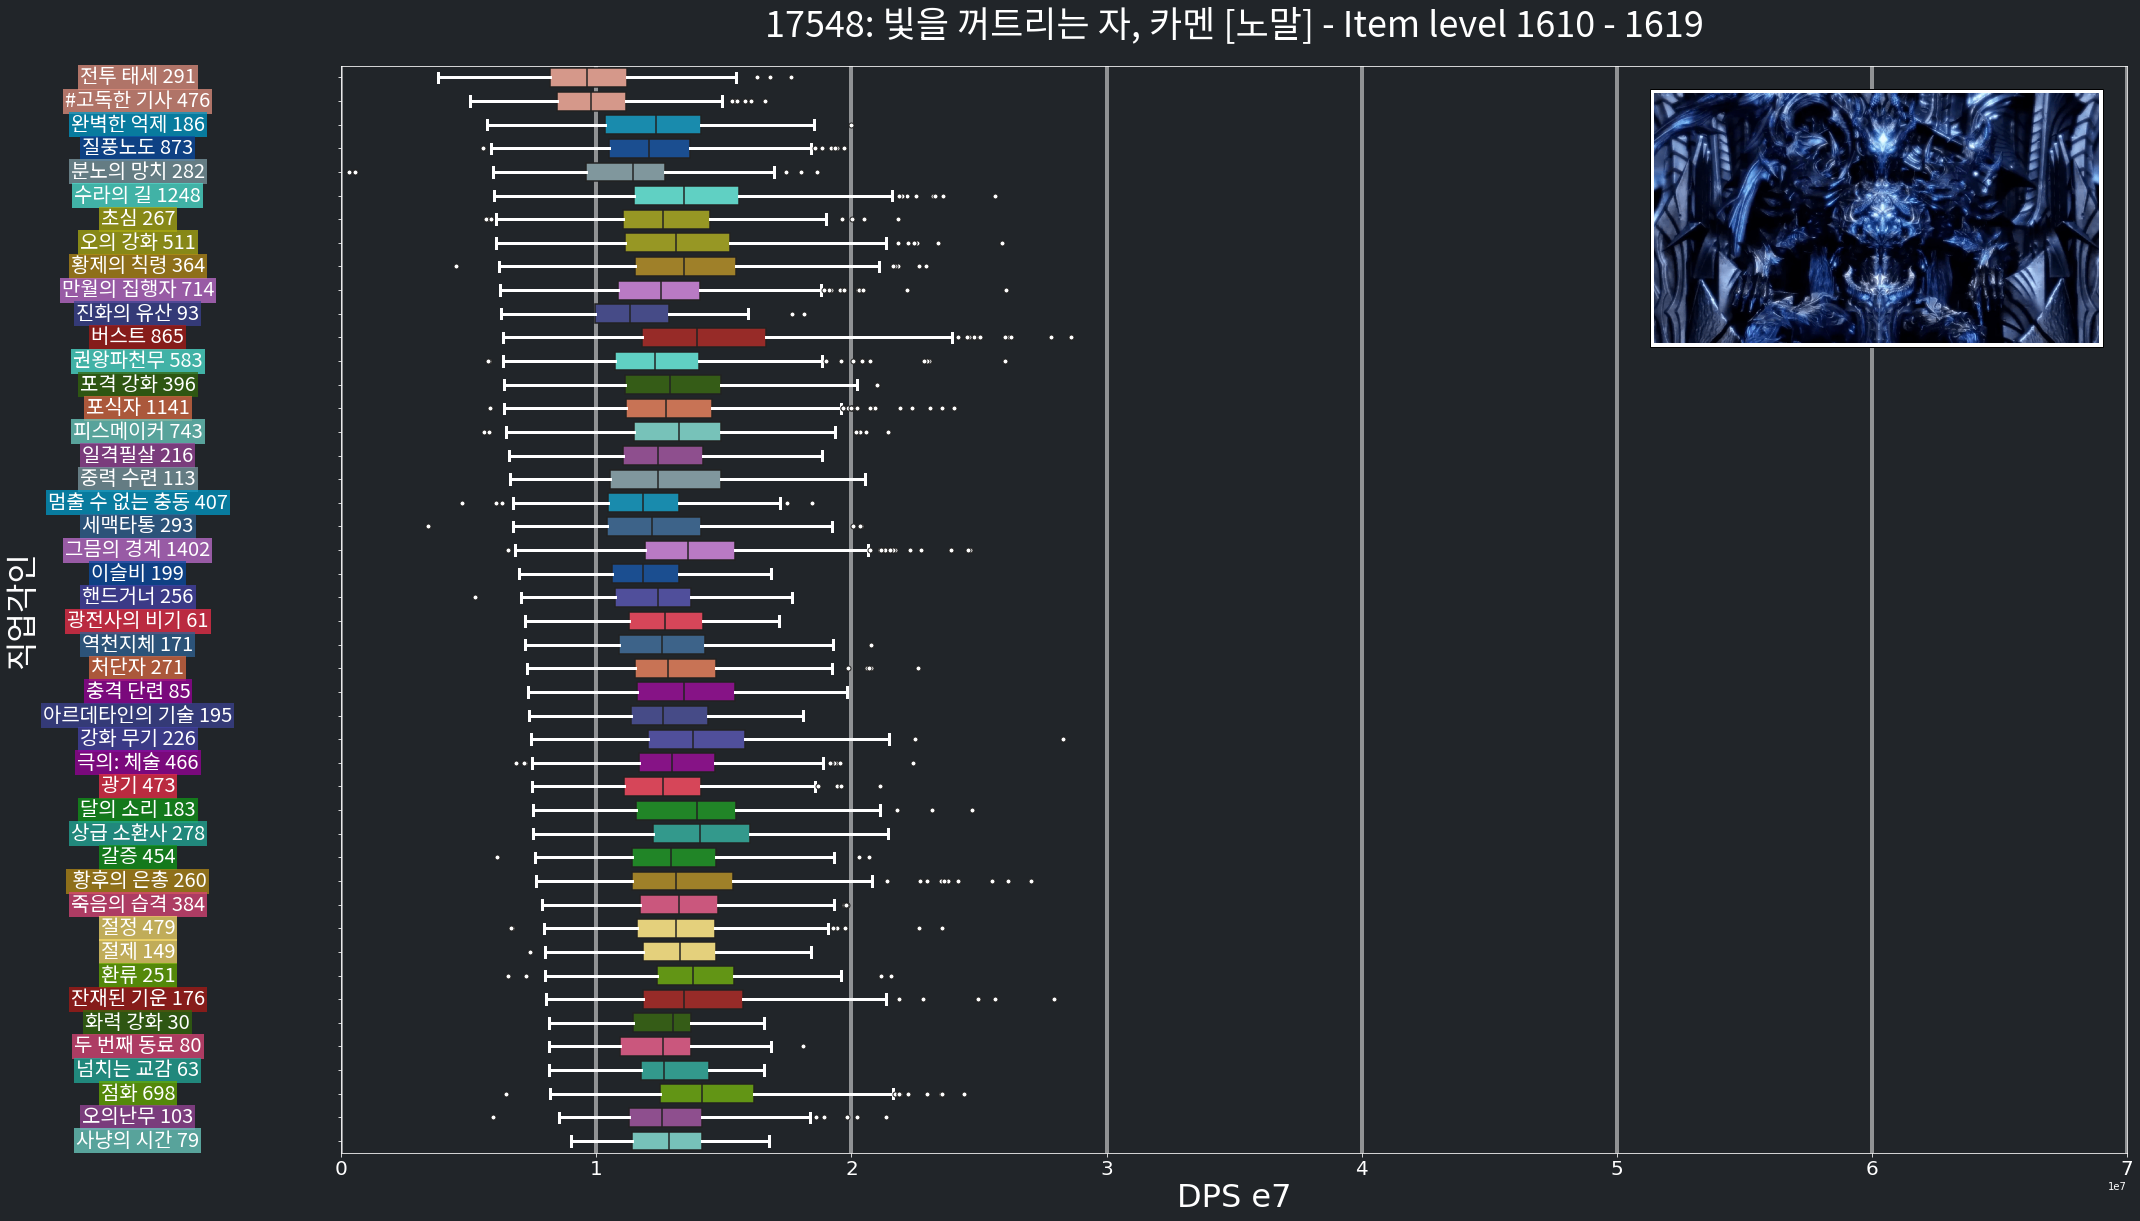 17548: 빛을 꺼트리는 자, 카멘 [노말] - Item level 1610 - 1619
전투 태세 291
#고독한 기사 476
완벽한 억제 186
질풍노도 873
분노의 망치 282
수라의 길 1248
초심 267
오의 강화 511
황제의 칙령 364
만월의 집행자 714
진화의 유산 93
버스트 865
권왕파천무 583
포격 강화 396
포식자 1141
피스메이커 743
일격필살 216
중력 수련 113
멈출 수 없는 충동 407
세맥타통 293
그믐의 경계 1402
이슬비 199
핸드거너 256
광전사의 비기 61
역천지체 171
처단자 271
충격 단련 85
아르데타인의 기술 195
강화 무기 226
극의: 체술 466
광기 473
달의 소리 183
상급 소환사 278
갈증 454
황후의 은총 260
죽음의 습격 384
절정 479
절제 149
환류 251
잔재된 기운 176
화력 강화 30
두 번째 동료 80
넘치는 교감 63
점화 698
오의난무 103
사냥의 시간 79
직업각인
0 1 2 3 4 5 6 7
1e7
DPS e7